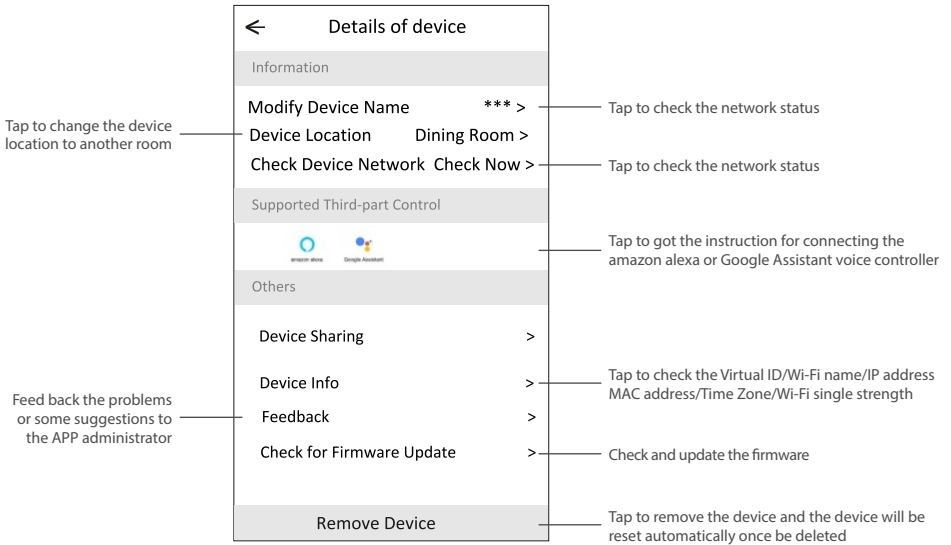 Details of device
Information
Modify Device Name *** >
Tap to check the network status
Tap to change the device
location to another room
Device Location Dining Room >
Check Device Network Check Now >
Tap to check the network status
Supported Third-part Control
amazon alexa Google Assistant
Tap to got the instruction for connecting the
amazon alexa or Google Assistant voice controller
Others
Device Sharing >
Device Info >
Tap to check the Virtual ID/Wi-Fi name/IP address
MAC address/Time Zone/Wi-Fi single strength
Feed back the problems
or some suggestions to
the APP administrator
Feedback >
Check for Firmware Update >
Check and update the firmware
Remove Device
Tap to remove the device and the device will be
reset automatically once be deleted